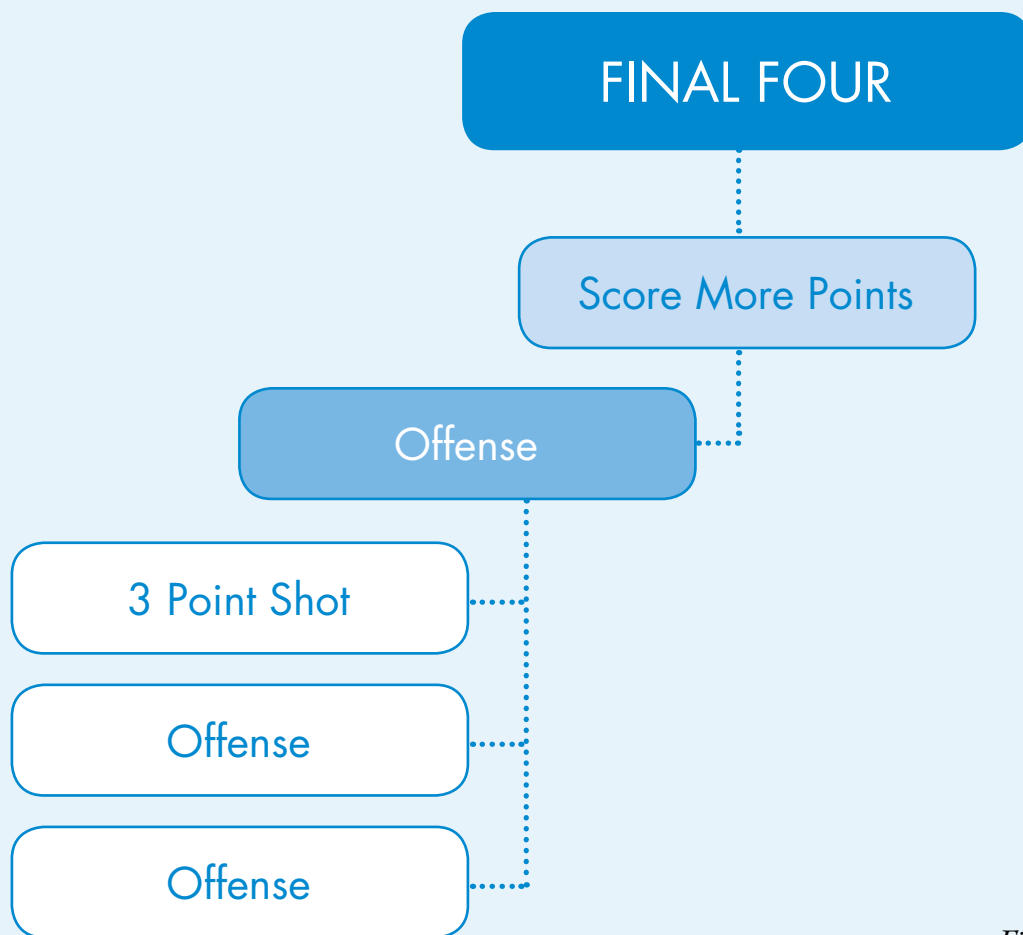 FINAL FOUR
Score More Points
Offense
3 Point Shot
Offense
Offense